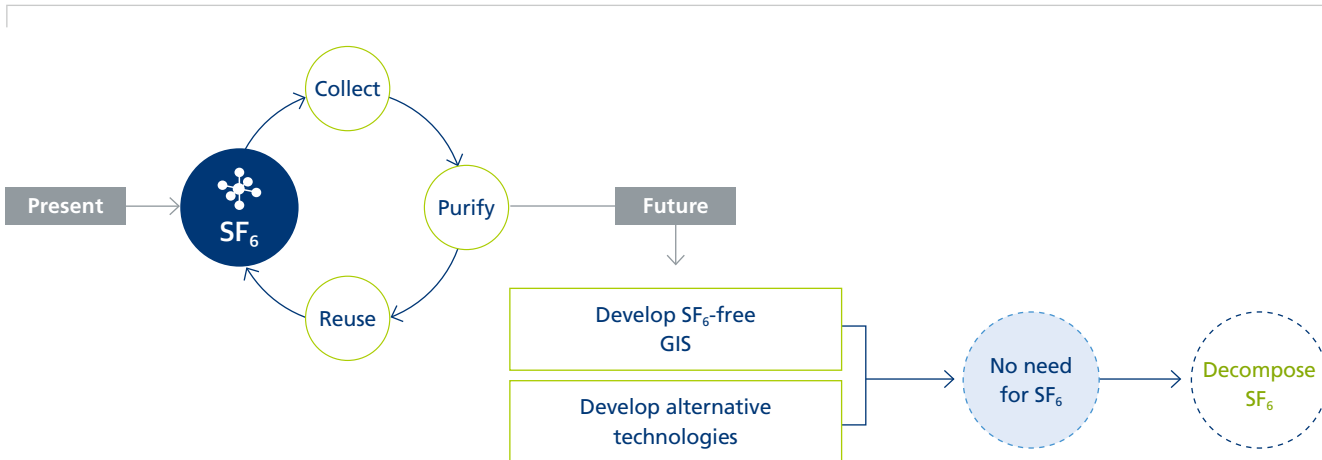 Collect
Present
SF₆
Purify
Future
Reuse
Develop SF₆-free
GIS
Develop alternative
technologies
No need
for SF₆
Decompose
SF₆